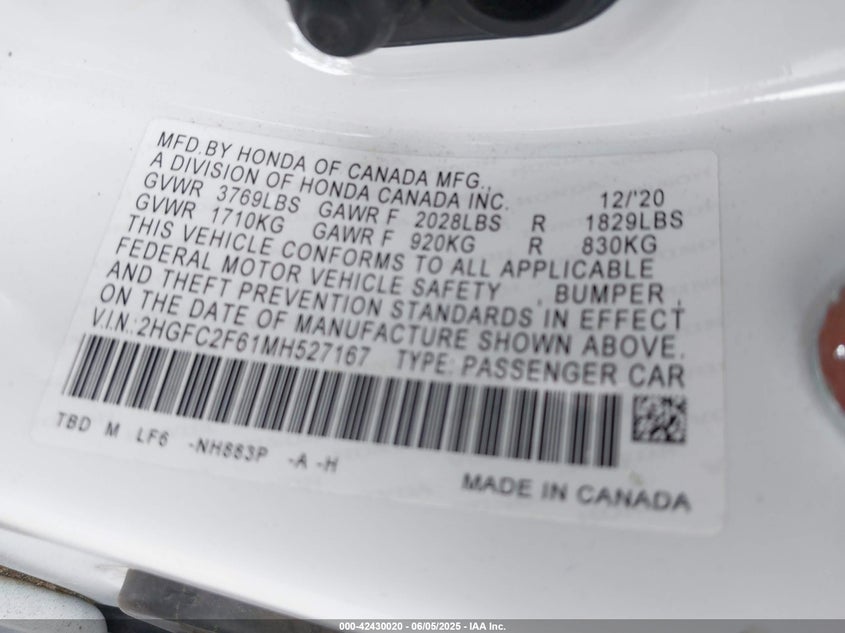 MFD. BY HONDA OF CANADA MFG.,
A DIVISION OF HONDA CANADA INC. 12/'20
GVWR 3769LBS GAWR F 2028LBS R 1829LBS
GVWR 1710KG GAWR F 920KG R 830KG
THIS VEHICLE CONFORMS TO ALL APPLICABLE
FEDERAL MOTOR VEHICLE SAFETY , BUMPER ,
AND THEFT PREVENTION STANDARDS IN EFFECT
ON THE DATE OF MANUFACTURE SHOWN ABOVE.
V.I.N.: 2HGFC2F61MH527167 TYPE: PASSENGER CAR
TBD M LF6 -NH883P -A -H
MADE IN CANADA
000-42430020 - 06/05/2025 - IAA Inc.